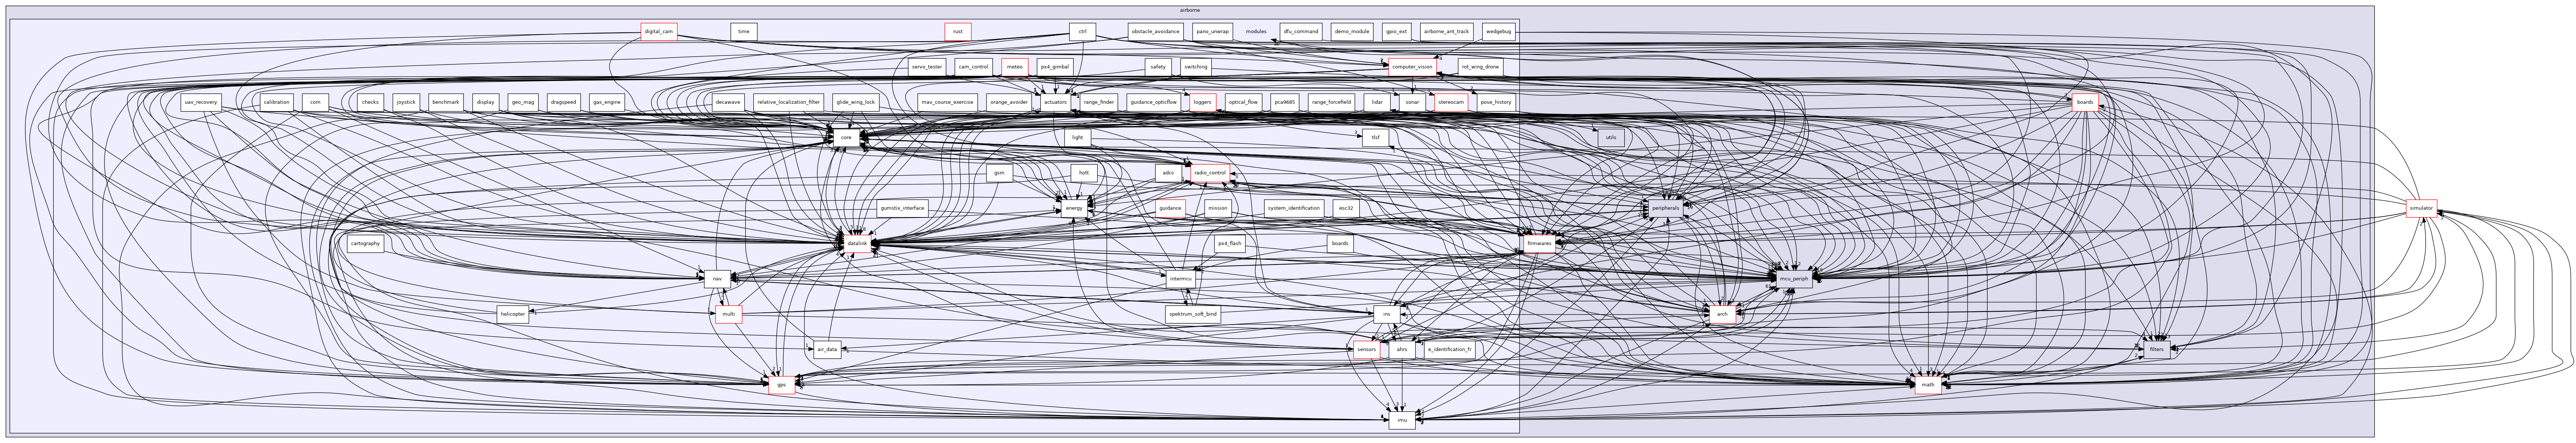 airborne
digital_cam
time
rust
ctrl
obstacle_avoidance
pano_unwrap
modules
dfu_command
demo_module
gpio_ext
airborne_ant_track
wedgebug
servo_tester
cam_control
meteo
px4_gimbal
safety
switching
computer_vision
rot_wing_drone
uav_recovery
calibration
com
checks
joystick
benchmark
display
geo_mag
dragspeed
gas_engine
decawave
relative_localization_filter
glide_wing_lock
mav_course_exercise
orange_avoider
actuators
range_finder
guidance_opticflow
loggers
optical_flow
pca9685
range_forcefield
lidar
sonar
stereocam
pose_history
boards
core
light
tlsf
utils
gsm
hott
adcs
radio_control
gumstix_interface
energy
guidance
mission
system_identification
esc32
peripherals
simulator
cartography
datalink
px4_flash
boards
firmwares
nav
intermcu
mcu_periph
helicopter
multi
spektrum_soft_bind
ins
arch
air_data
sensors
ahrs
e_identification_fr
filters
gps
math
imu